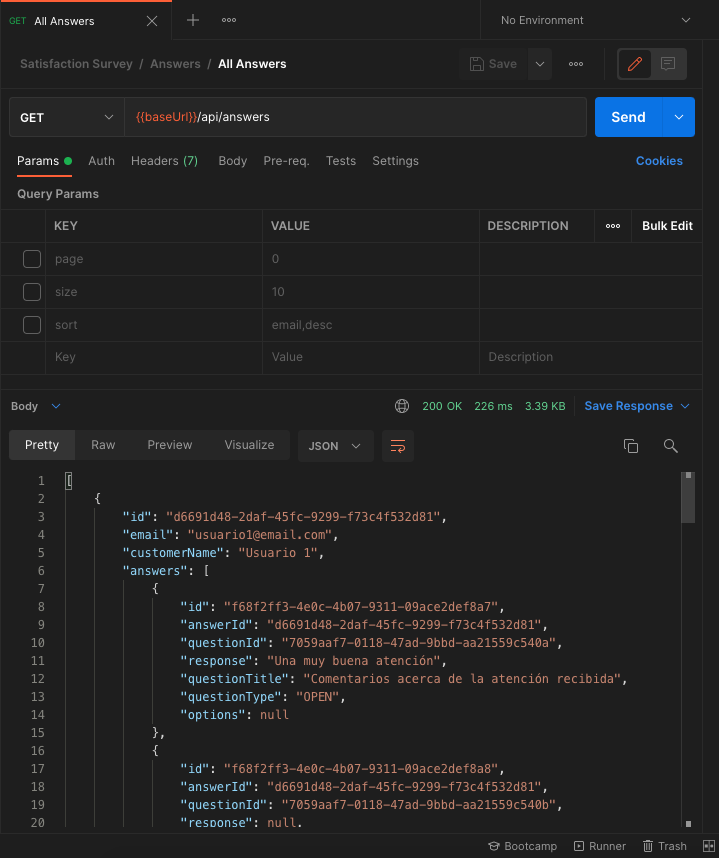 GET All Answers
No Environment
Satisfaction Survey / Answers / All Answers
Save
GET {{baseUrl}}/api/answers Send
Params Auth Headers (7) Body Pre-req. Tests Settings Cookies
Query Params
KEY VALUE DESCRIPTION Bulk Edit
page 0
size 10
sort email,desc
Key Value Description
Body 200 OK 226 ms 3.39 KB Save Response
Pretty Raw Preview Visualize JSON
1 [
2 {
3 "id": "d6691d48-2daf-45fc-9299-f73c4f532d81",
4 "email": "usuario1@email.com",
5 "customerName": "Usuario 1",
6 "answers": [
7 {
8 "id": "f68f2ff3-4e0c-4b07-9311-09ace2def8a7",
9 "answerId": "d6691d48-2daf-45fc-9299-f73c4f532d81",
10 "questionId": "7059aaf7-0118-47ad-9bbd-aa21559c540a",
11 "response": "Una muy buena atención",
12 "questionTitle": "Comentarios acerca de la atención recibida",
13 "questionType": "OPEN",
14 "options": null
15 },
16 {
17 "id": "f68f2ff3-4e0c-4b07-9311-09ace2def8a8",
18 "answerId": "d6691d48-2daf-45fc-9299-f73c4f532d81",
19 "questionId": "7059aaf7-0118-47ad-9bbd-aa21559c540b",
20 "response": null,
Bootcamp Runner Trash